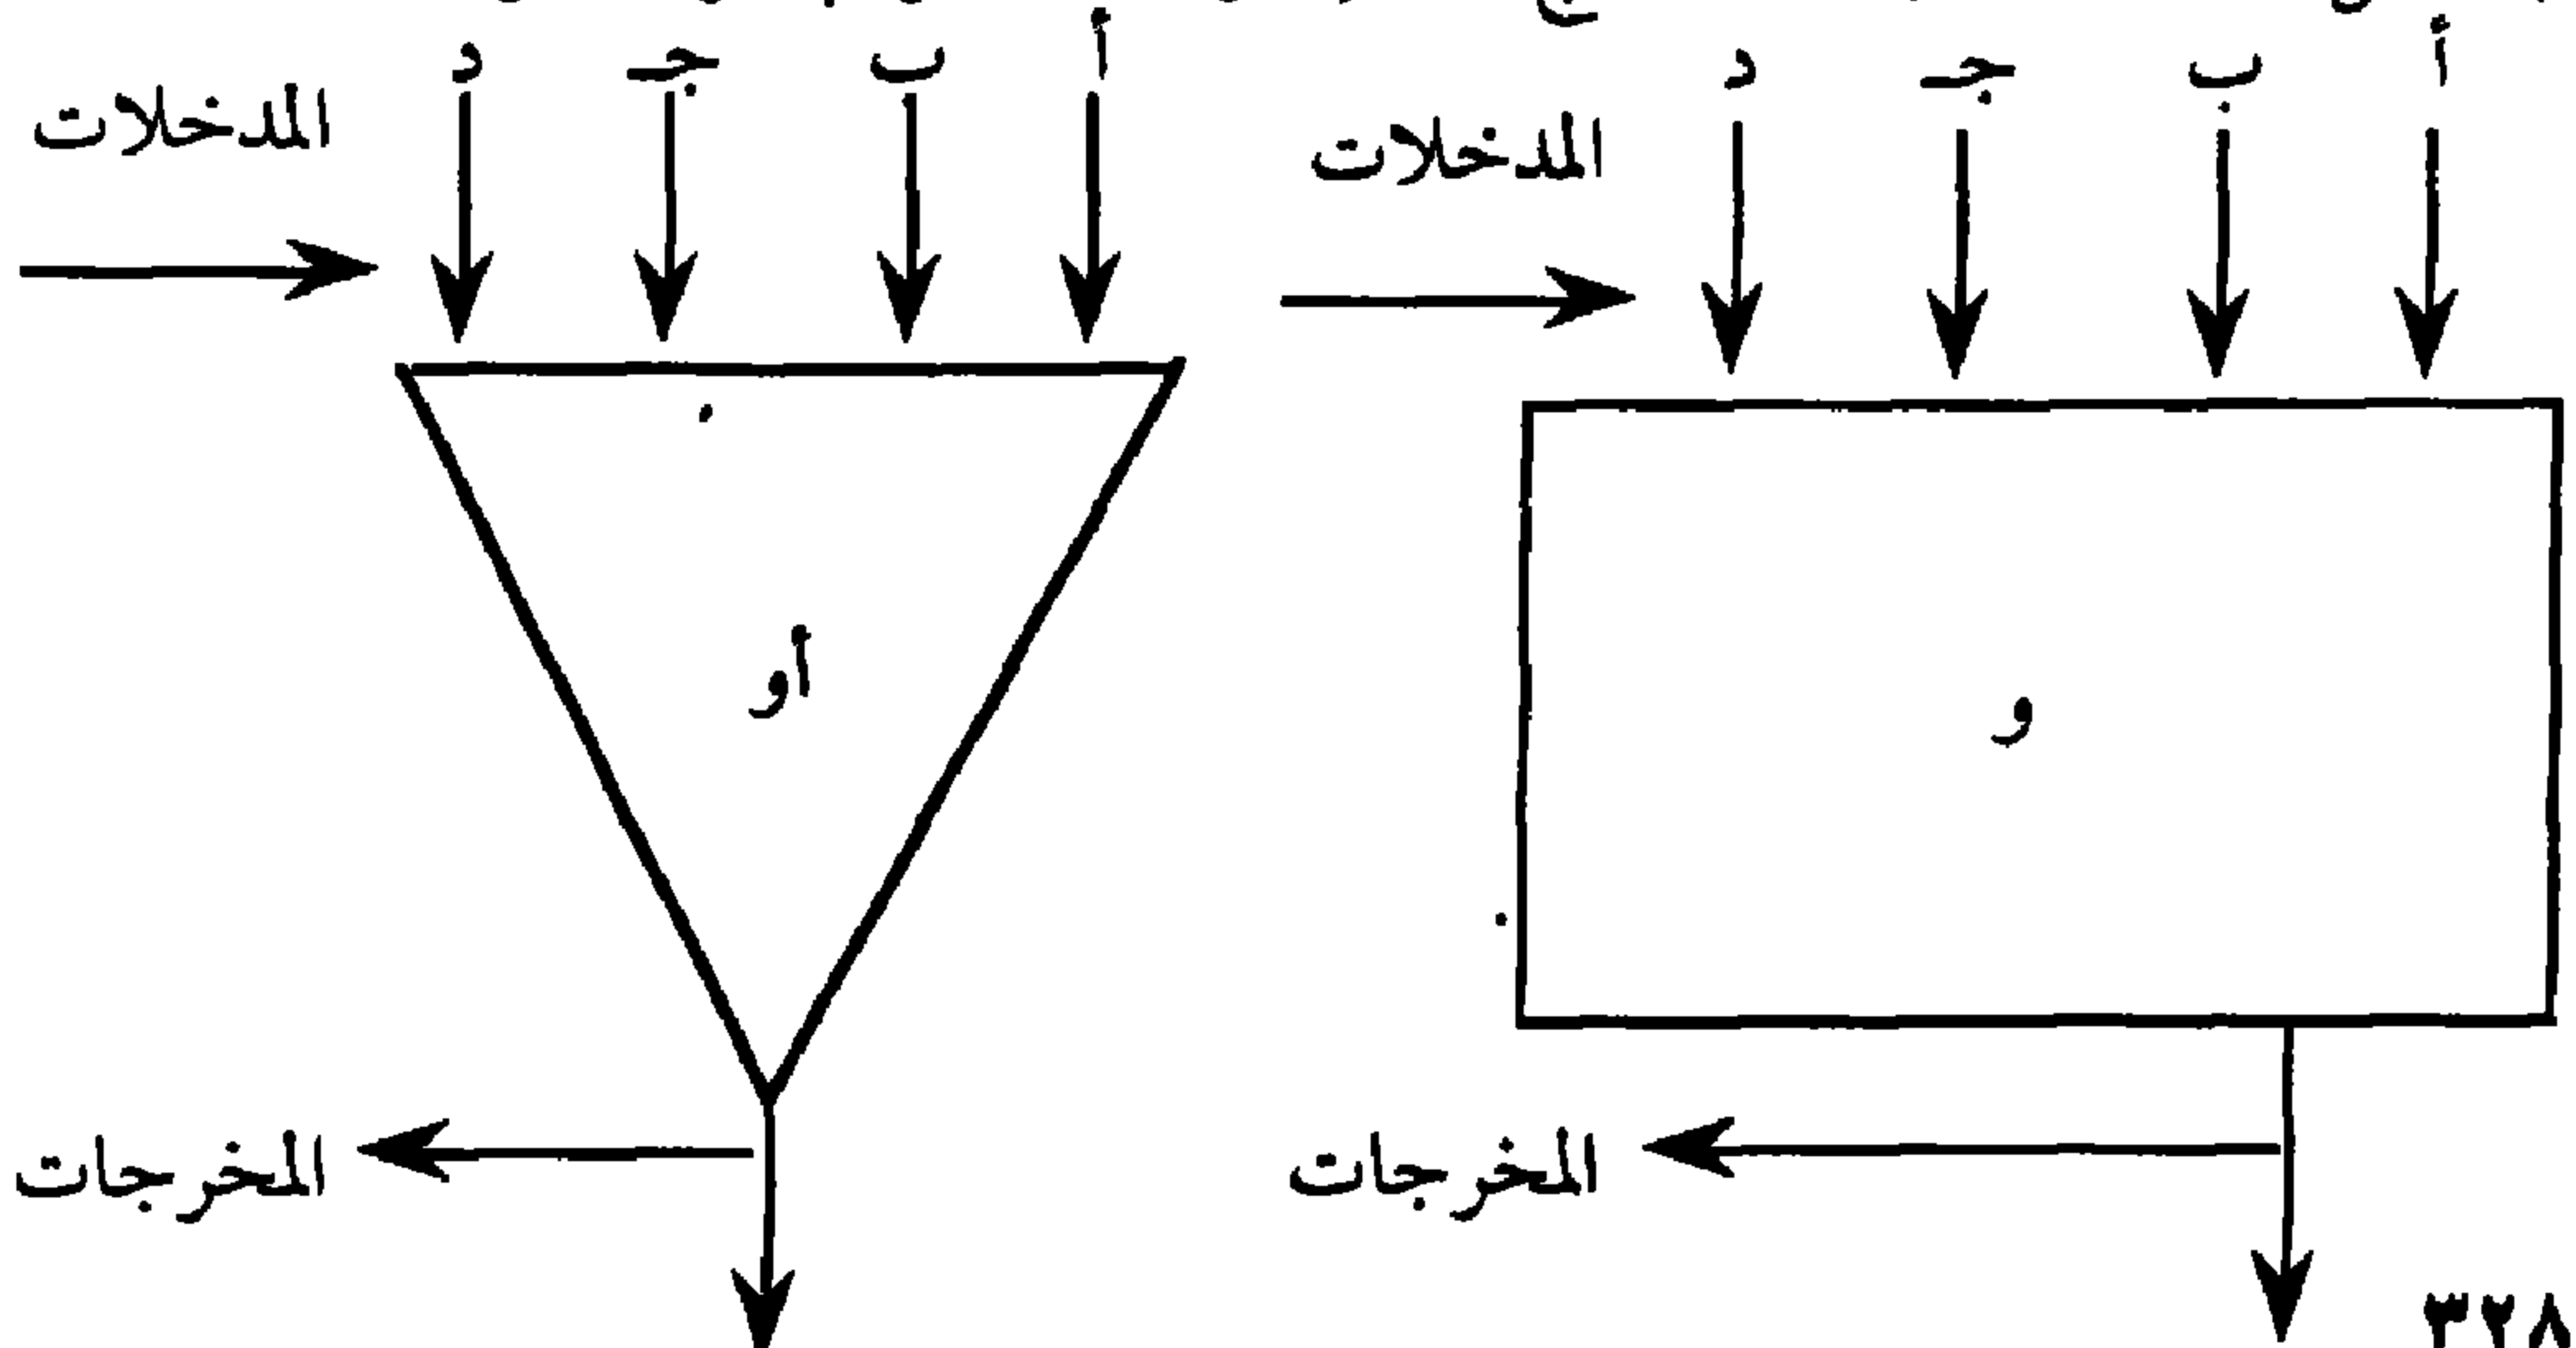 أ ب جـ د
المدخلات
و
المخرجات
أ ب جـ د
المدخلات
أو
المخرجات
٣٢٨